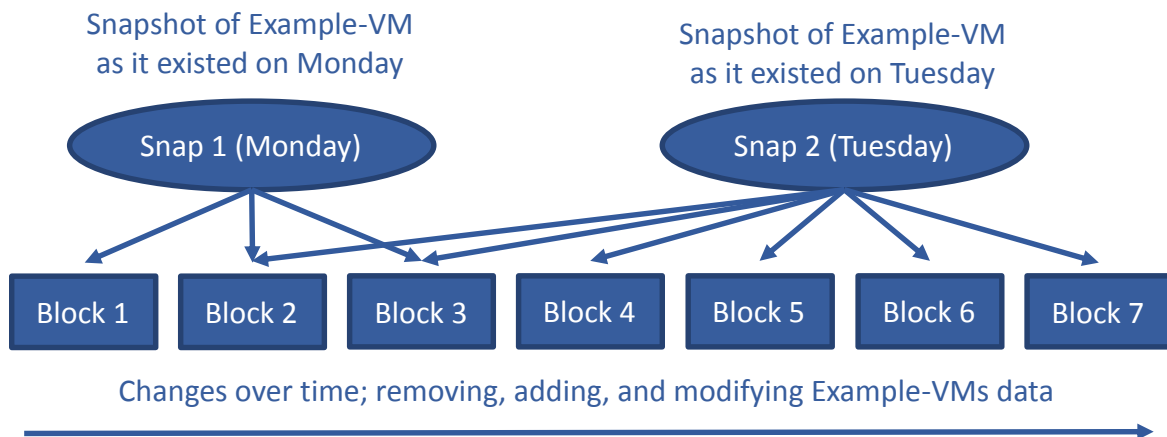 Snapshot of Example-VM
as it existed on Monday
Snapshot of Example-VM
as it existed on Tuesday
Snap 1 (Monday)
Snap 2 (Tuesday)
Block 1
Block 2
Block 3
Block 4
Block 5
Block 6
Block 7
Changes over time; removing, adding, and modifying Example-VMs data